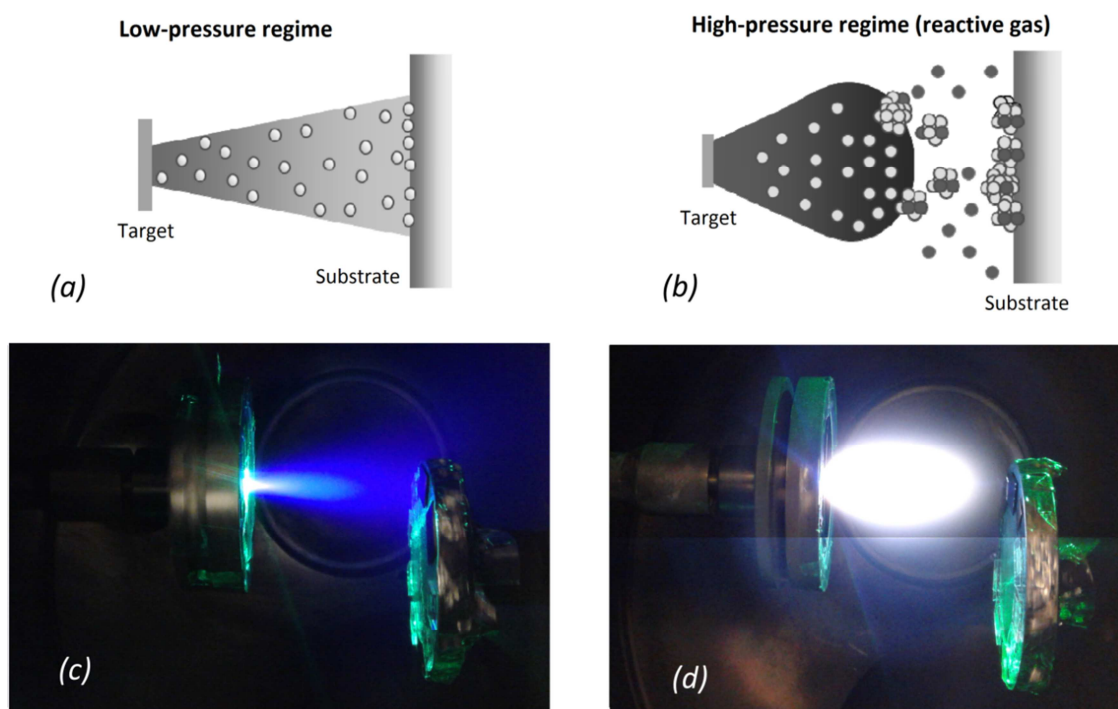 Low-pressure regime
High-pressure regime (reactive gas)
Target
Substrate
(a)
Target
Substrate
(b)
(c)
(d)